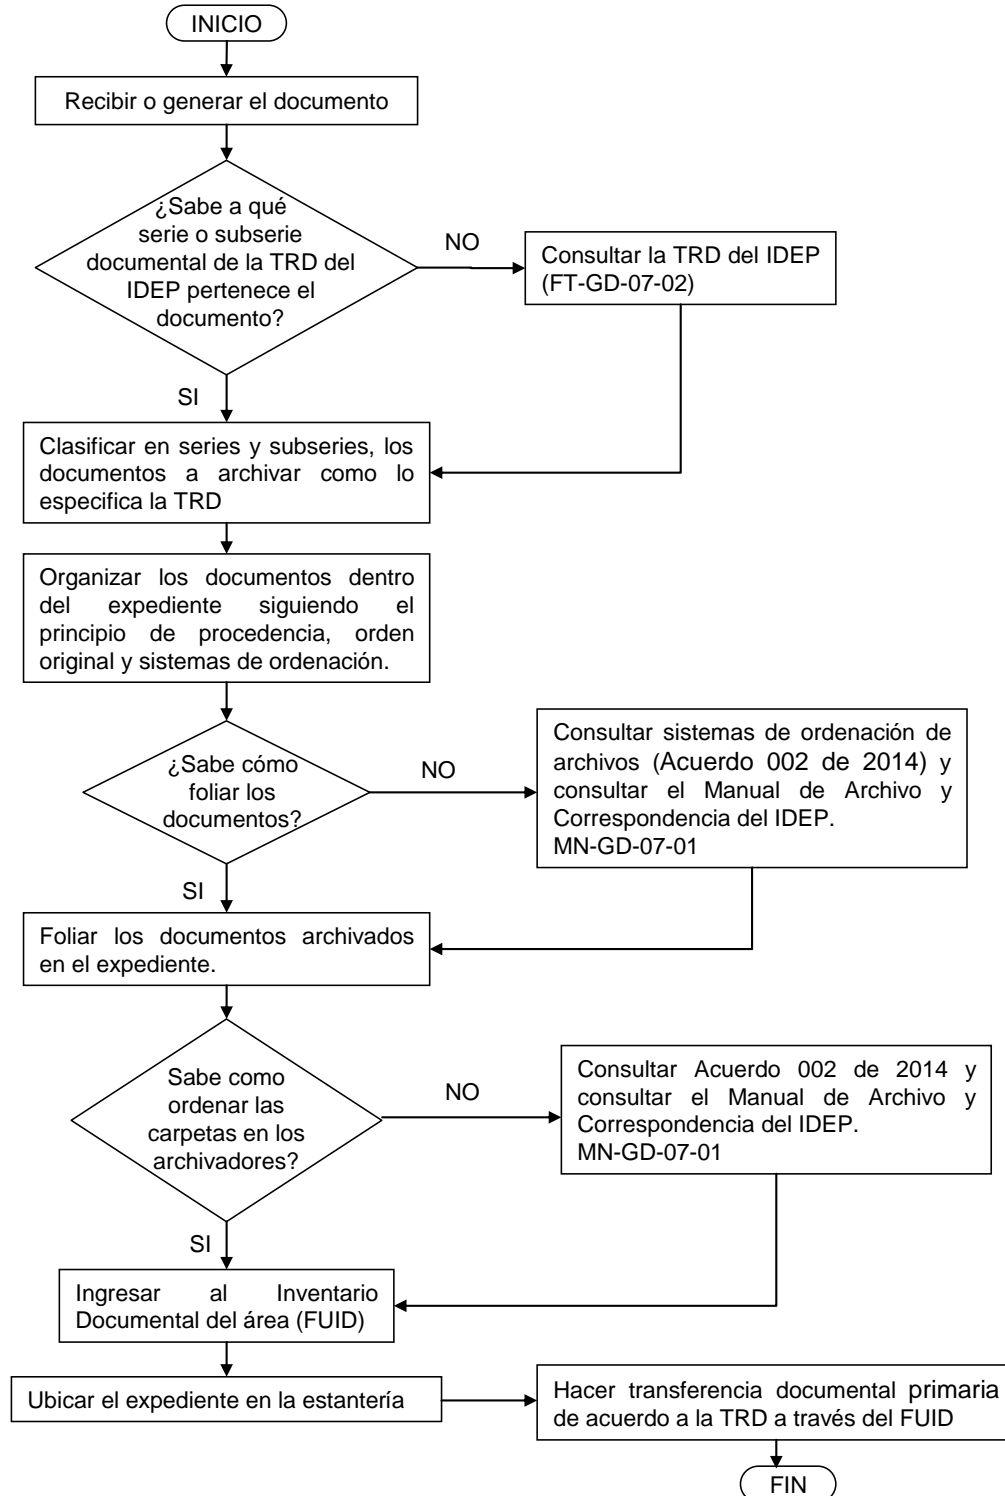 INICIO
Recibir o generar el documento
¿Sabe a qué
serie o subserie
documental de la TRD del
IDEP pertenece el
documento?
NO
Consultar la TRD del IDEP
(FT-GD-07-02)
SI
Clasificar en series y subseries, los
documentos a archivar como lo
especifica la TRD
Organizar los documentos dentro
del expediente siguiendo el
principio de procedencia, orden
original y sistemas de ordenación.
¿Sabe cómo
foliar los
documentos?
NO
Consultar sistemas de ordenación de
archivos (Acuerdo 002 de 2014) y
consultar el Manual de Archivo y
Correspondencia del IDEP.
MN-GD-07-01
SI
Foliar los documentos archivados
en el expediente.
Sabe como
ordenar las
carpetas en los
archivadores?
NO
Consultar Acuerdo 002 de 2014 y
consultar el Manual de Archivo y
Correspondencia del IDEP.
MN-GD-07-01
SI
Ingresar al Inventario
Documental del área (FUID)
Ubicar el expediente en la estantería
Hacer transferencia documental primaria
de acuerdo a la TRD a través del FUID
FIN